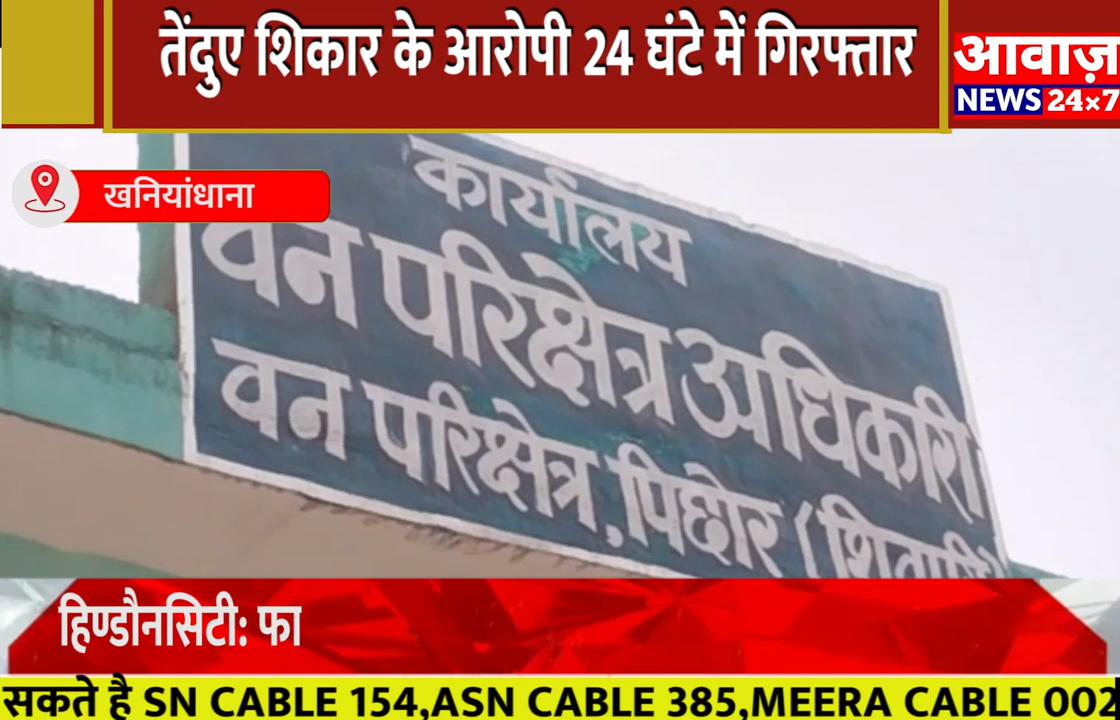 तेंदुए शिकार के आरोपी 24 घंटे में गिरफ्तार
आवाज़
NEWS 24×7
खनियांधाना
कार्यालय
वन परिक्षेत्र अधिकारी
वन परिक्षेत्र, पिछोर (
हिण्डौनसिटी: फा
सकते है SN CABLE 154,ASN CABLE 385,MEERA CABLE 002